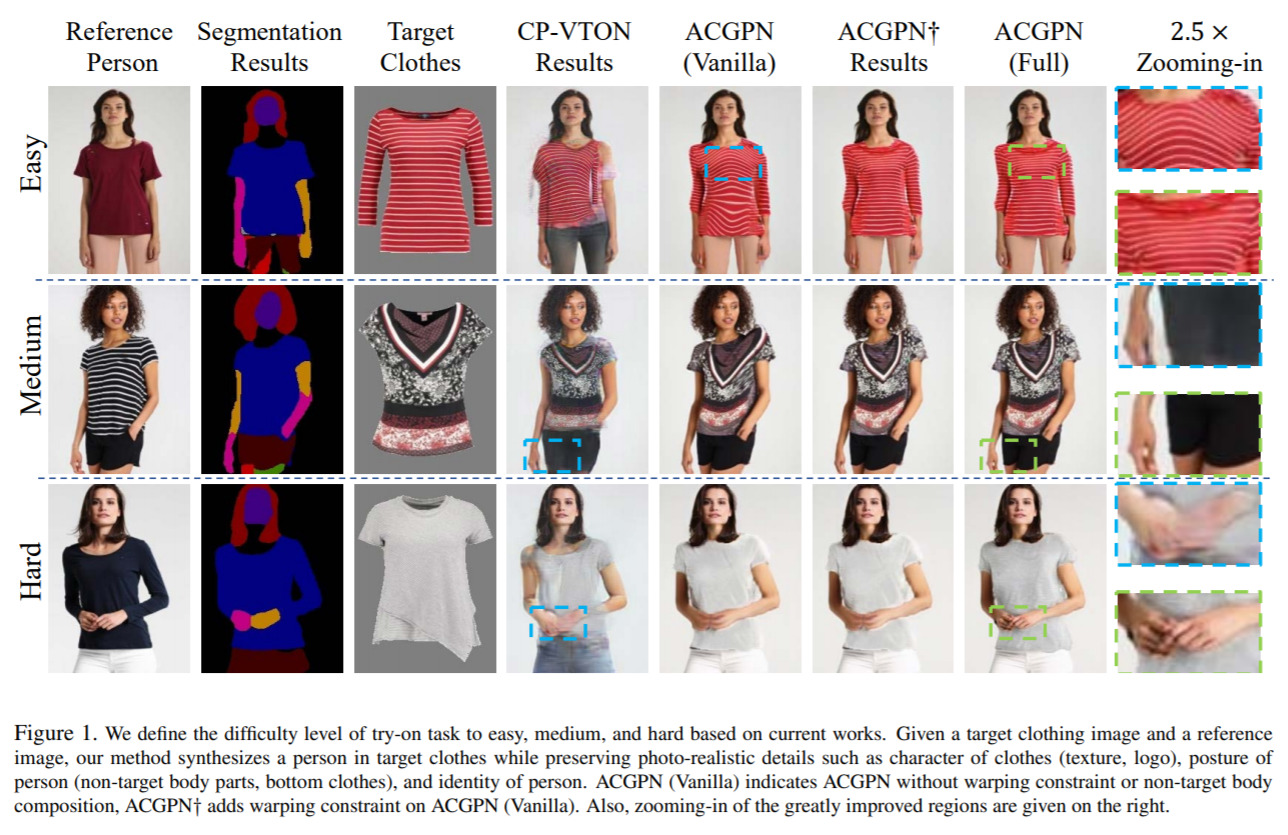 Reference Person
Segmentation Results
Target Clothes
CP-VTON Results
ACGPN (Vanilla)
ACGPN† Results
ACGPN (Full)
2.5 × Zooming-in
Easy
Medium
Hard
Figure 1. We define the difficulty level of try-on task to easy, medium, and hard based on current works. Given a target clothing image and a reference
image, our method synthesizes a person in target clothes while preserving photo-realistic details such as character of clothes (texture, logo), posture of
person (non-target body parts, bottom clothes), and identity of person. ACGPN (Vanilla) indicates ACGPN without warping constraint or non-target body
composition, ACGPN† adds warping constraint on ACGPN (Vanilla). Also, zooming-in of the greatly improved regions are given on the right.